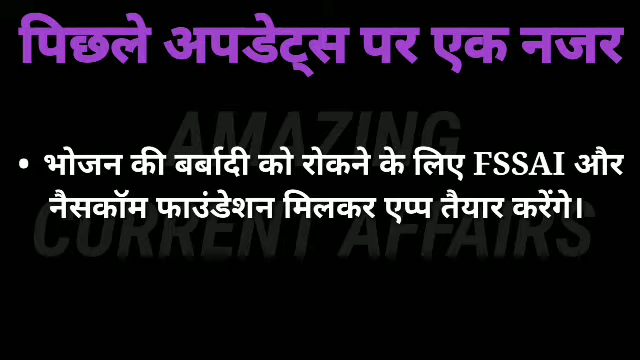 पिछले अपडेट्स पर एक नजर
AMAZING
• भोजन की बर्बादी को रोकने के लिए FSSAI और
नैसकॉम फाउंडेशन मिलकर एप्प तैयार करेंगे।
CURRENT AFFAIRS